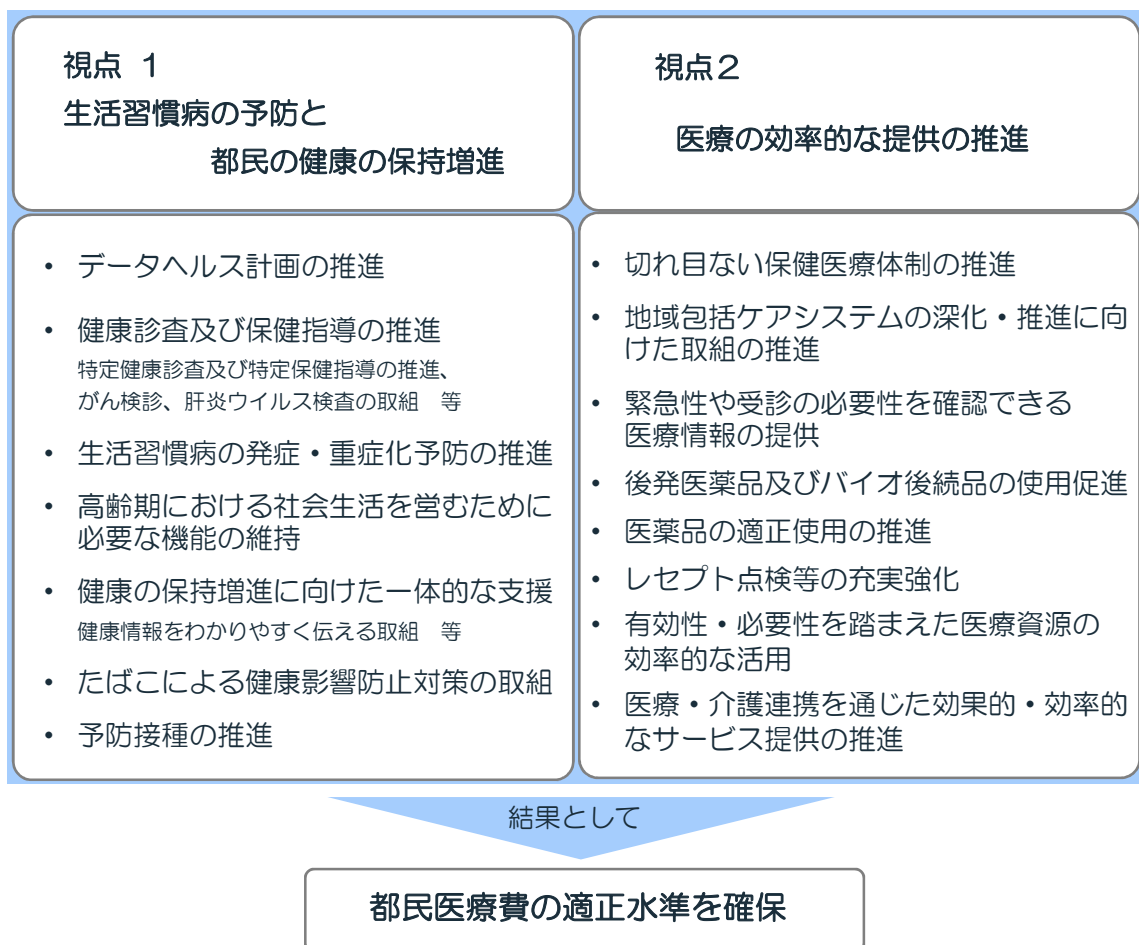 視点 1
生活習慣病の予防と
都民の健康の保持増進
・ データヘルス計画の推進
・ 健康診査及び保健指導の推進
特定健康診査及び特定保健指導の推進、
がん検診、肝炎ウイルス検査の取組 等
・ 生活習慣病の発症・重症化予防の推進
・ 高齢期における社会生活を営むために
必要な機能の維持
・ 健康の保持増進に向けた一体的な支援
健康情報をわかりやすく伝える取組 等
・ たばこによる健康影響防止対策の取組
・ 予防接種の推進
視点2
医療の効率的な提供の推進
・ 切れ目ない保健医療体制の推進
・ 地域包括ケアシステムの深化・推進に向
けた取組の推進
・ 緊急性や受診の必要性を確認できる
医療情報の提供
・ 後発医薬品及びバイオ後続品の使用促進
・ 医薬品の適正使用の推進
・ レセプト点検等の充実強化
・ 有効性・必要性を踏まえた医療資源の
効率的な活用
・ 医療・介護連携を通じた効果的・効率的
なサービス提供の推進
結果として
都民医療費の適正水準を確保